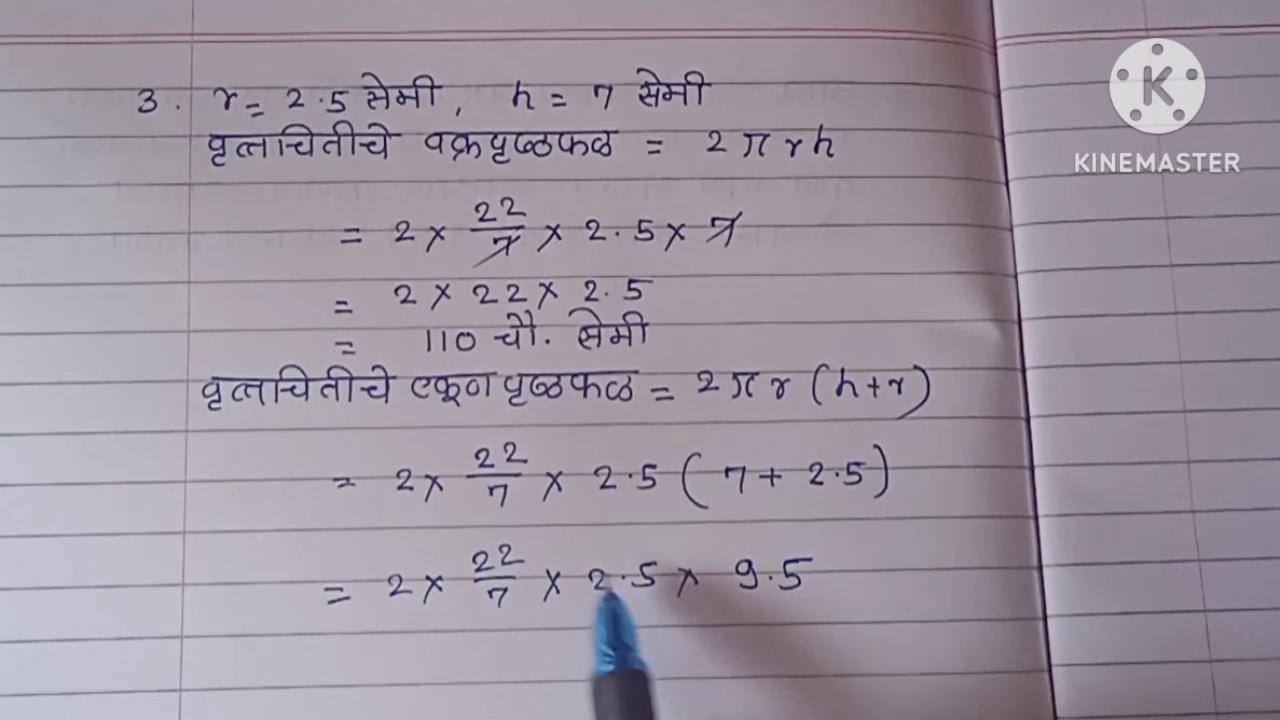 3. r = 2.5 सेमी, h = 7 सेमी
वृत्तचितीचे वक्रपृष्ठफळ = 2πrh
= 2 × 22/7 × 2.5 × 7
= 2 × 22 × 2.5
= 110 चौ. सेमी
वृत्तचितीचे एकूणपृष्ठफळ = 2πr (h+r)
= 2 × 22/7 × 2.5 (7 + 2.5)
= 2 × 22/7 × 2.5 × 9.5
K
KINEMASTER